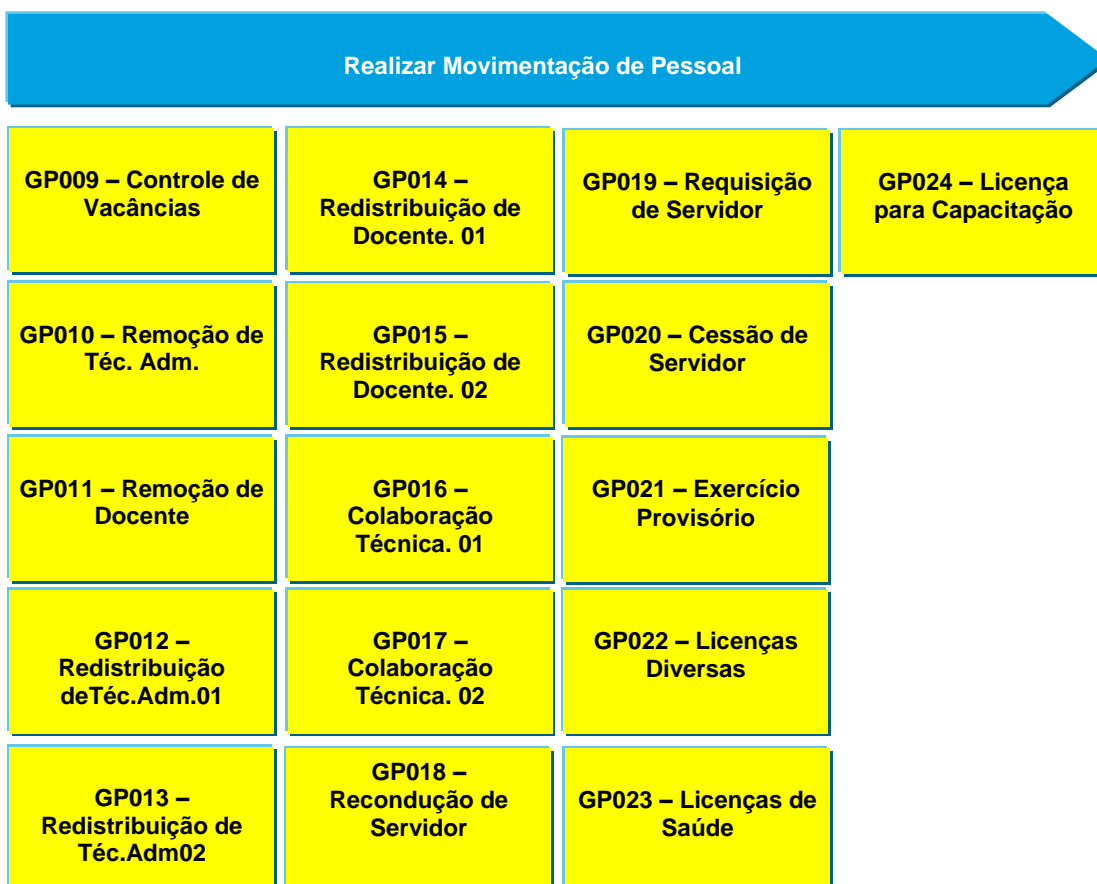 Realizar Movimentação de Pessoal
GP009 – Controle de
Vacâncias
GP010 – Remoção de
Téc. Adm.
GP011 – Remoção de
Docente
GP012 –
Redistribuição
deTéc.Adm.01
GP013 –
Redistribuição de
Téc.Adm02
GP014 –
Redistribuição de
Docente. 01
GP015 –
Redistribuição de
Docente. 02
GP016 –
Colaboração
Técnica. 01
GP017 –
Colaboração
Técnica. 02
GP018 –
Recondução de
Servidor
GP019 – Requisição
de Servidor
GP020 – Cessão de
Servidor
GP021 – Exercício
Provisório
GP022 – Licenças
Diversas
GP023 – Licenças de
Saúde
GP024 – Licença
para Capacitação